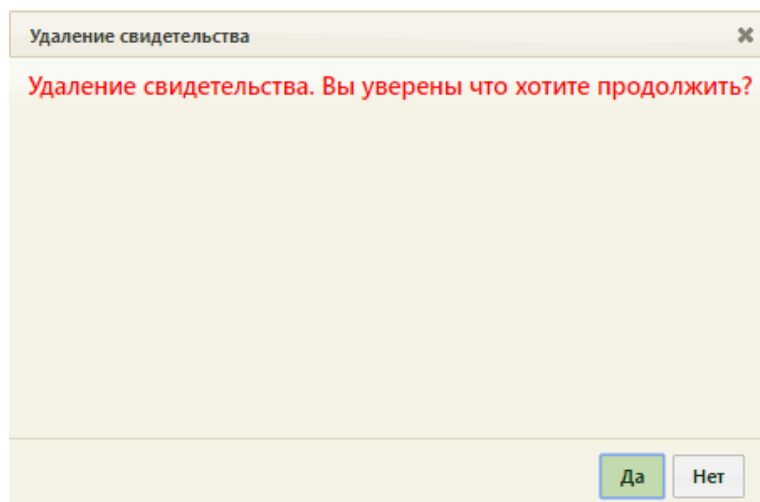 Удаление свидетельства
Удаление свидетельства. Вы уверены что хотите продолжить?
Да Нет